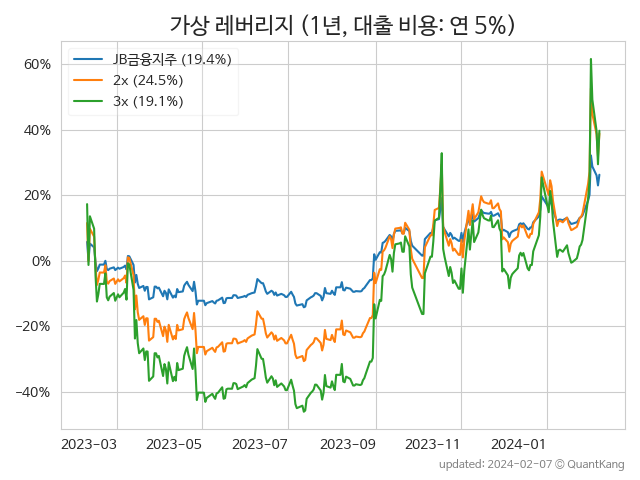 가상 레버리지 (1년, 대출 비용: 연 5%)
JB금융지주 (19.4%)
2x (24.5%)
3x (19.1%)
60%
40%
20%
0%
−20%
−40%
2023-03 2023-05 2023-07 2023-09 2023-11 2024-01
updated: 2024-02-07 © QuantKang